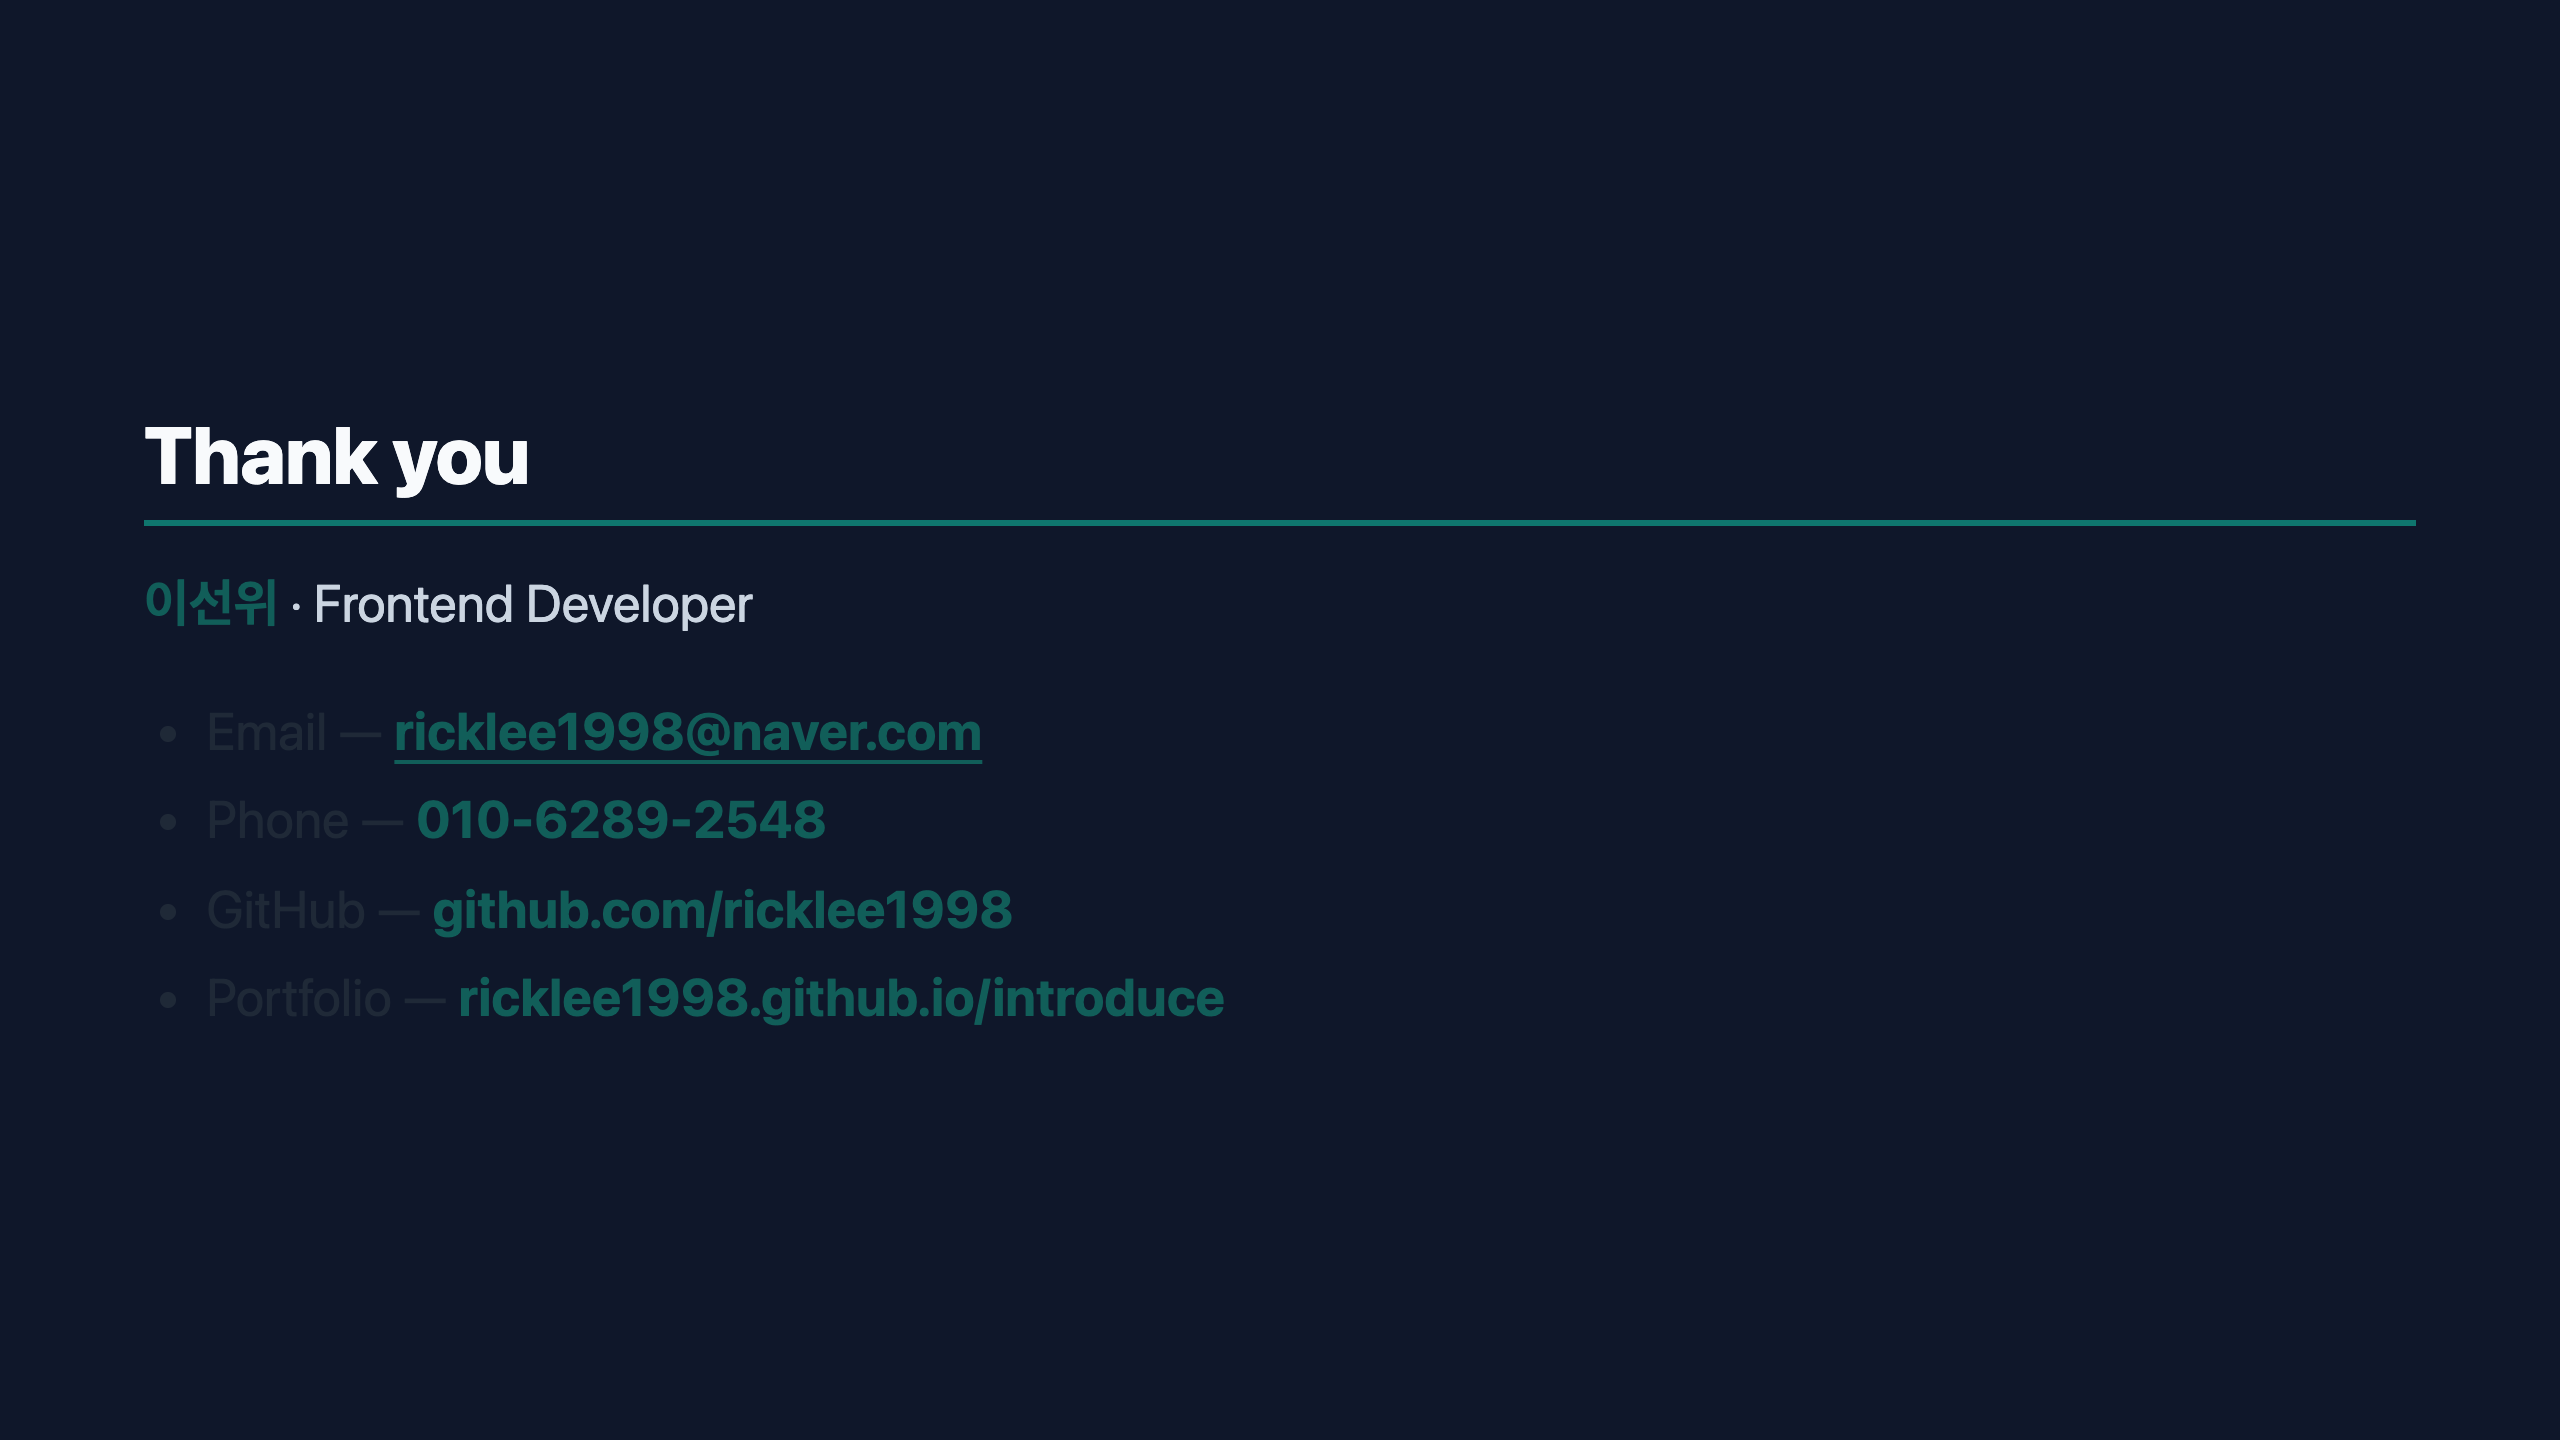 Thank you
이선위 · Frontend Developer
• Email — ricklee1998@naver.com
• Phone — 010-6289-2548
• GitHub — github.com/ricklee1998
• Portfolio — ricklee1998.github.io/introduce